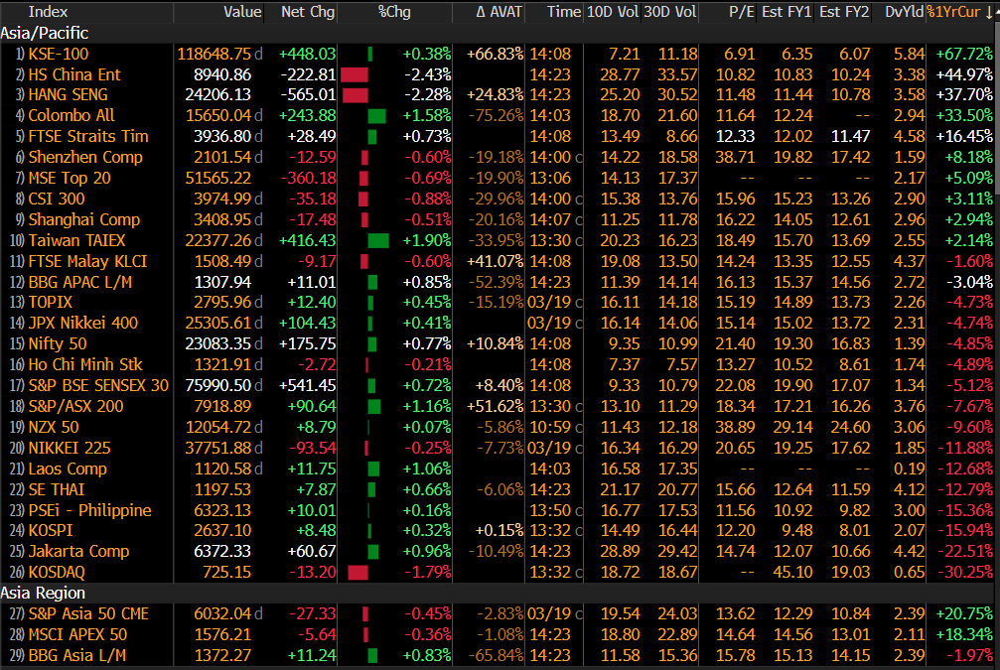 Index Value Net Chg %Chg Δ AVAT Time 10D Vol 30D Vol P/E Est FY1 Est FY2 DvYld %1YrCur ↓
Asia/Pacific
1) KSE-100 118648.75 d +448.03 +0.38% +66.83% 14:08 7.21 11.18 6.91 6.35 6.07 5.84 +67.72%
2) HS China Ent 8940.86 -222.81 -2.43% 14:23 28.77 33.57 10.82 10.83 10.24 3.38 +44.97%
3) HANG SENG 24206.13 -565.01 -2.28% +24.83% 14:23 25.20 30.52 11.48 11.44 10.78 3.58 +37.70%
4) Colombo All 15650.04 d +243.88 +1.58% -75.26% 14:03 18.70 21.60 11.64 12.24 -- 2.94 +33.50%
5) FTSE Straits Tim 3936.80 d +28.49 +0.73% 14:08 13.49 8.66 12.33 12.02 11.47 4.58 +16.45%
6) Shenzhen Comp 2101.54 d -12.59 -0.60% -19.18% 14:00 c 14.22 18.58 38.71 19.82 17.42 1.59 +8.18%
7) MSE Top 20 51565.22 -360.18 -0.69% -19.90% 13:06 14.13 17.37 -- -- -- 2.17 +5.09%
8) CSI 300 3974.99 d -35.18 -0.88% -29.96% 14:00 c 15.38 13.76 15.96 15.23 13.26 2.90 +3.11%
9) Shanghai Comp 3408.95 d -17.48 -0.51% -20.16% 14:07 c 11.25 11.78 16.22 14.05 12.61 2.96 +2.94%
10) Taiwan TAIEX 22377.26 d +416.43 +1.90% -33.95% 13:30 c 20.23 16.23 18.49 15.70 13.69 2.55 +2.14%
11) FTSE Malay KLCI 1508.49 d -9.17 -0.60% +41.07% 14:08 19.08 13.50 14.24 13.35 12.55 4.37 -1.60%
12) BBG APAC L/M 1307.94 +11.01 +0.85% -52.39% 14:23 11.39 14.14 16.13 15.37 14.56 2.72 -3.04%
13) TOPIX 2795.96 d +12.40 +0.45% -15.19% 03/19 c 16.11 14.18 15.19 14.89 13.73 2.26 -4.73%
14) JPX Nikkei 400 25305.61 d +104.43 +0.41% 03/19 c 16.14 14.06 15.14 15.02 13.72 2.31 -4.74%
15) Nifty 50 23083.35 d +175.75 +0.77% +10.84% 14:08 9.35 10.99 21.40 19.30 16.83 1.39 -4.85%
16) Ho Chi Minh Stk 1321.91 d -2.72 -0.21% 14:08 7.37 7.57 13.27 10.52 8.61 1.74 -4.89%
17) S&P BSE SENSEX 30 75990.50 d +541.45 +0.72% +8.40% 14:08 9.33 10.79 22.08 19.90 17.07 1.34 -5.12%
18) S&P/ASX 200 7918.89 +90.64 +1.16% +51.62% 13:30 c 13.10 11.29 18.34 17.21 16.26 3.76 -7.67%
19) NZX 50 12054.72 d +8.79 +0.07% -5.86% 10:59 c 11.43 12.18 38.89 29.14 24.60 3.06 -9.60%
20) NIKKEI 225 37751.88 d -93.54 -0.25% -7.73% 03/19 c 16.34 14.29 20.65 19.25 17.62 1.85 -11.88%
21) Laos Comp 1120.58 d +11.75 +1.06% 14:03 16.58 17.35 -- -- -- 0.19 -12.68%
22) SE THAI 1197.53 +7.87 +0.66% -6.06% 14:23 21.17 20.77 15.66 12.64 11.59 4.12 -12.79%
23) PSEi - Philippine 6323.13 +10.01 +0.16% 13:50 c 16.77 17.53 11.56 10.92 9.82 3.00 -15.36%
24) KOSPI 2637.10 +8.48 +0.32% +0.15% 13:32 c 14.49 16.44 12.20 9.48 8.01 2.07 -15.94%
25) Jakarta Comp 6372.33 +60.67 +0.96% -10.49% 14:23 28.89 29.42 14.74 12.07 10.66 4.42 -22.51%
26) KOSDAQ 725.15 -13.20 -1.79% 13:32 c 18.72 18.67 -- 45.10 19.03 0.65 -30.25%
Asia Region
27) S&P Asia 50 CME 6032.04 d -27.33 -0.45% -2.83% 03/19 c 19.54 24.03 13.62 12.29 10.84 2.39 +20.75%
28) MSCI APEX 50 1576.21 -5.64 -0.36% -1.08% 14:23 18.80 22.89 14.64 14.56 13.01 2.11 +18.34%
29) BBG Asia L/M 1372.27 +11.24 +0.83% -65.84% 14:23 11.58 15.36 15.78 15.13 14.15 2.39 -1.97%